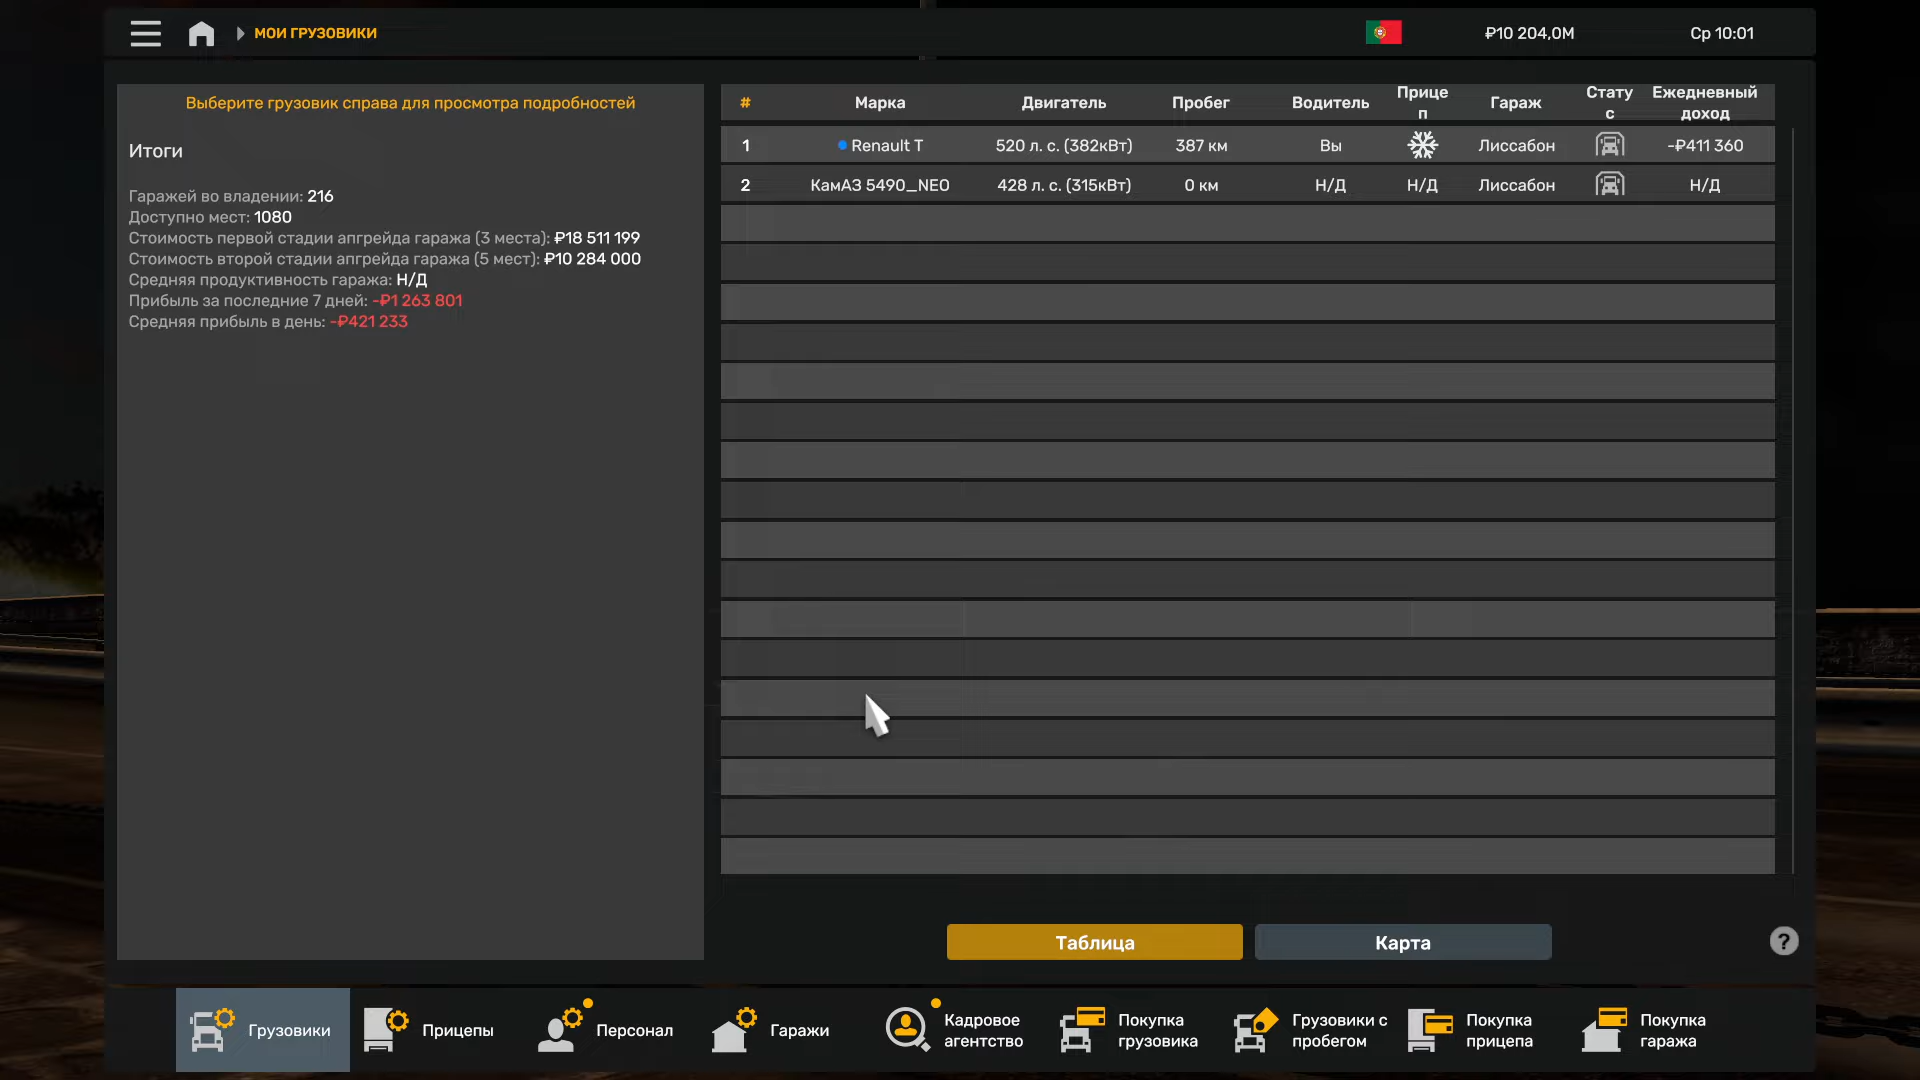 МОИ ГРУЗОВИКИ
₽10 204,0М
Ср 10:01
Выберите грузовик справа для просмотра подробностей
Итоги
Гаражей во владении: 216
Доступно мест: 1080
Стоимость первой стадии апгрейда гаража (3 места): ₽18 511 199
Стоимость второй стадии апгрейда гаража (5 мест): ₽10 284 000
Средняя продуктивность гаража: Н/Д
Прибыль за последние 7 дней: -₽1 263 801
Средняя прибыль в день: -₽421 233
# Марка Двигатель Пробег Водитель Прице
п Гараж Стату
с Ежедневный
доход
1 Renault T 520 л. с. (382кВт) 387 км Вы Лиссабон -₽411 360
2 КамАЗ 5490_NEO 428 л. с. (315кВт) 0 км Н/Д Н/Д Лиссабон Н/Д
Таблица
Карта
?
Грузовики
Прицепы
Персонал
Гаражи
Кадровое
агентство
Покупка
грузовика
Грузовики с
пробегом
Покупка
прицепа
Покупка
гаража